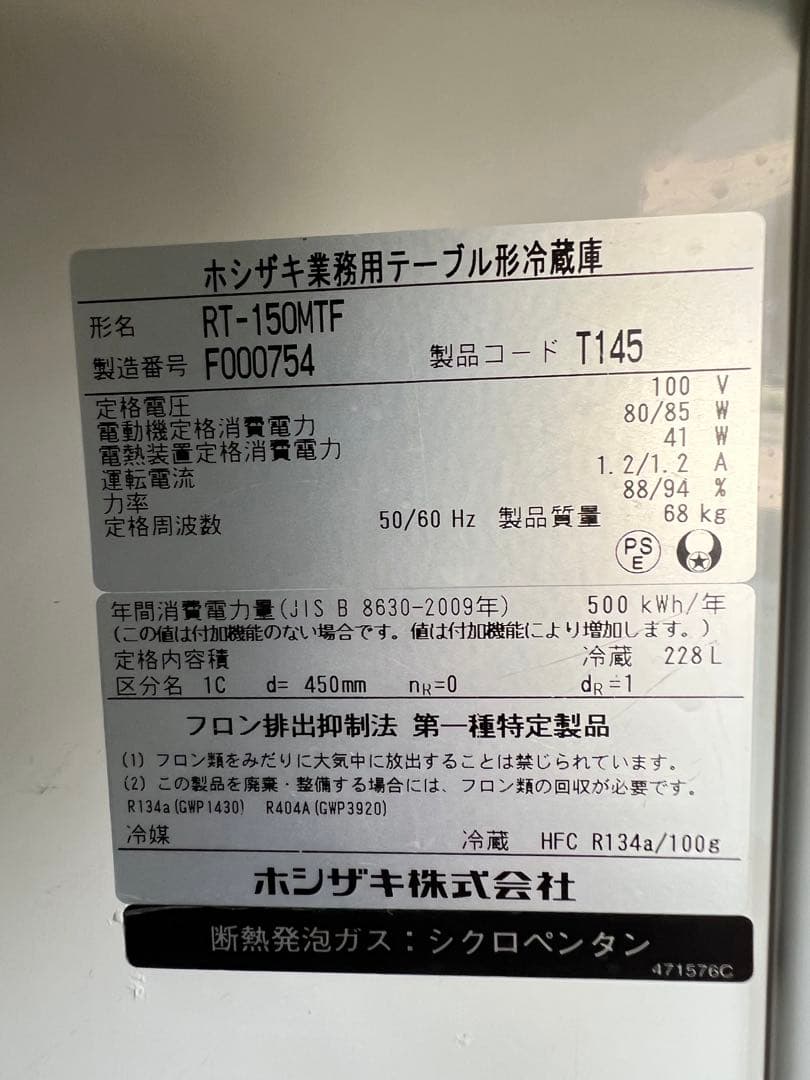 ホシザキ業務用テーブル形冷蔵庫
形名 RT-150MTF
製造番号 F000754 製品コード T145
定格電圧 100 V
電動機定格消費電力 80/85 W
電熱装置定格消費電力 41 W
運転電流 1.2/1.2 A
力率 88/94 %
定格周波数 50/60 Hz 製品質量 68 kg
PS
E
年間消費電力量(JIS B 8630-2009年) 500 kWh/年
(この値は付加機能のない場合です。値は付加機能により増加します。)
定格内容積 冷蔵 228 L
区分名 1C d= 450mm nR=0 dR=1
フロン排出抑制法 第一種特定製品
(1) フロン類をみだりに大気中に放出することは禁じられています。
(2) この製品を廃棄・整備する場合には、フロン類の回収が必要です。
R134a(GWP1430) R404A(GWP3920)
冷媒 冷蔵 HFC R134a/100g
ホシザキ株式会社
断熱発泡ガス：シクロペンタン
471576C